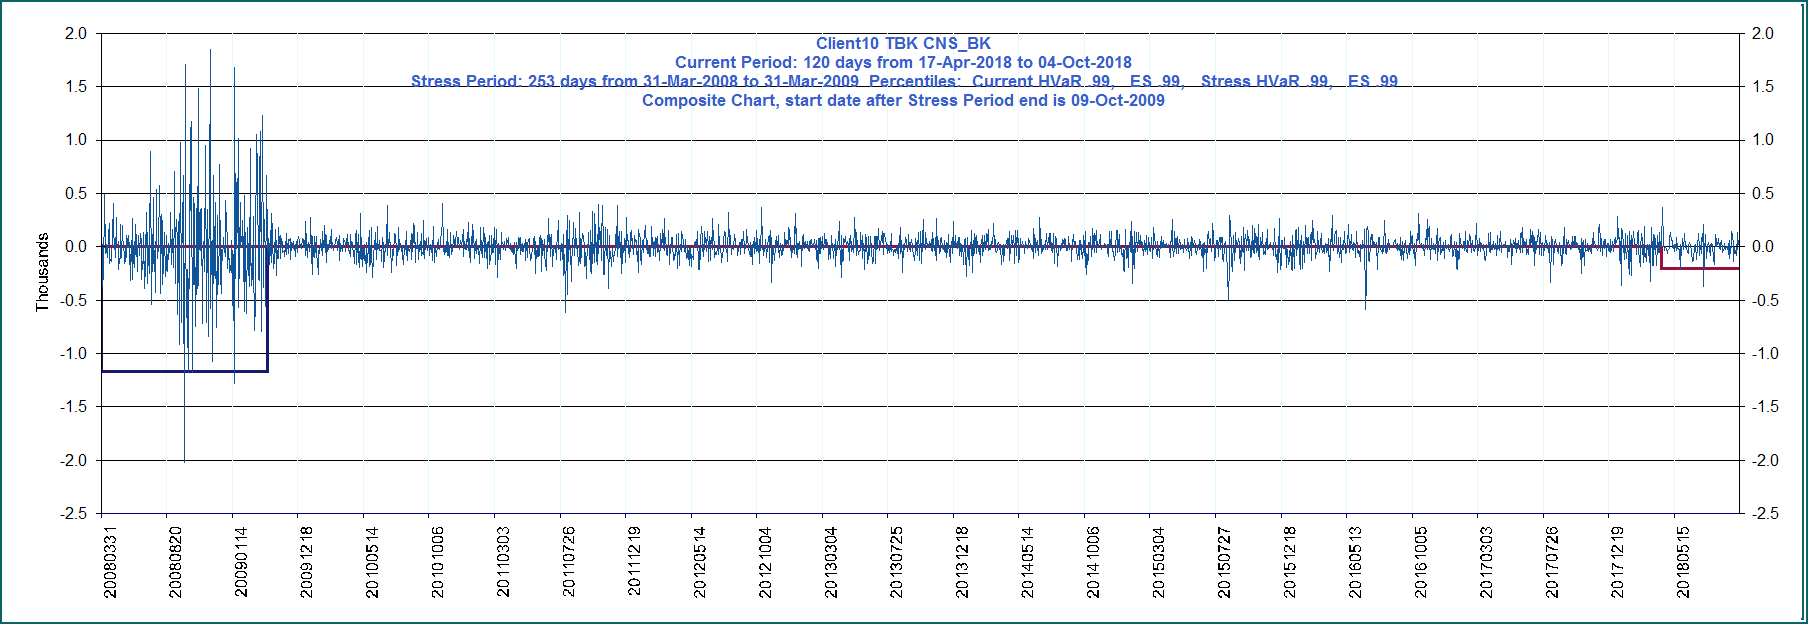 Client10 TBK CNS_BK
Current Period: 120 days from 17-Apr-2018 to 04-Oct-2018
Stress Period: 253 days from 31-Mar-2008 to 31-Mar-2009 Percentiles: Current HVaR .99, ES .99, Stress HVaR .99, ES .99
Composite Chart, start date after Stress Period end is 09-Oct-2009
Thousands
2.0 2.0
1.5 1.5
1.0 1.0
0.5 0.5
0.0 0.0
-0.5 -0.5
-1.0 -1.0
-1.5 -1.5
-2.0 -2.0
-2.5 -2.5
20080331 20080820 20090114 20091218 20100514 20101006 20110303 20110726 20111219 20120514 20121004 20130304 20130725 20131218 20140514 20141006 20150304 20150727 20151218 20160513 20161005 20170303 20170726 20171219 20180515